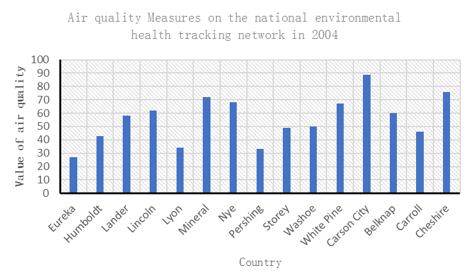 Air quality Measures on the national environmental
health tracking network in 2004
Value of air quality
100
90
80
70
60
50
40
30
20
10
0
Eureka
Humboldt
Lander
Lincoln
Lyon
Mineral
Nye
Pershing
Storey
Washoe
White Pine
Carson City
Belknap
Carroll
Cheshire
Country